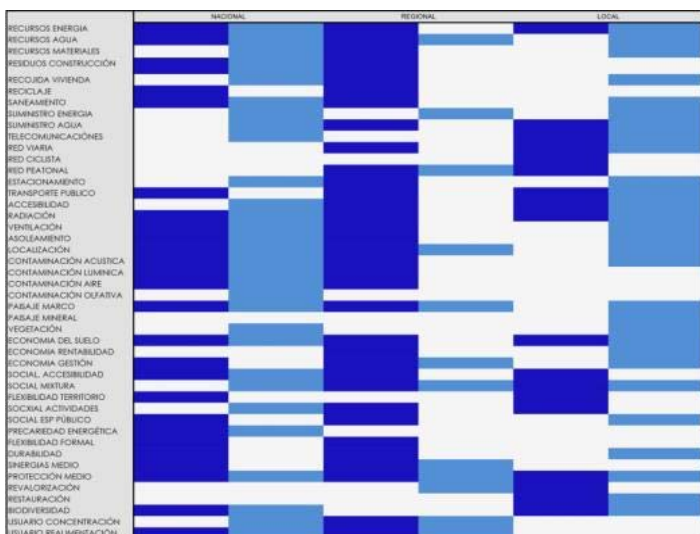 NACIONAL REGIONAL LOCAL
RECURSOS ENERGIA
RECURSOS AGUA
RECURSOS MATERIALES
RESIDUOS CONSTRUCCIÓN
RECOJIDA VIVIENDA
RECICLAJE
SANEAMIENTO
SUMINISTRO ENERGIA
SUMINISTRO AGUA
TELECOMUNICACIÓNES
RED VIARIA
RED CICLISTA
RED PEATONAL
ESTACIONAMIENTO
TRANSPORTE PUBLICO
ACCESIBILIDAD
RADIACIÓN
VENTILACIÓN
ASOLEAMIENTO
LOCALIZACIÓN
CONTAMINACIÓN ACUSTICA
CONTAMINACIÓN LUMINICA
CONTAMINACIÓN AIRE
CONTAMINACIÓN OLFATIVA
PAISAJE MARCO
PAISAJE MINERAL
VEGETACIÓN
ECONOMIA DEL SUELO
ECONOMIA RENTABILIDAD
ECONOMIA GESTIÓN
SOCIAL, ACCESIBILIDAD
SOCIAL MIXTURA
FLEXIBILIDAD TERRITORIO
SOCXIAL ACTIVIDADES
SOCIAL ESP PÚBLICO
PRECARIEDAD ENERGÉTICA
FLEXIBILIDAD FORMAL
DURABILIDAD
SINERGIAS MEDIO
PROTECCIÓN MEDIO
REVALORIZACIÓN
RESTAURACIÓN
BIODIVERSIDAD
USUARIO CONCENTRACIÓN
USUARIO REALIMENTACIÓN